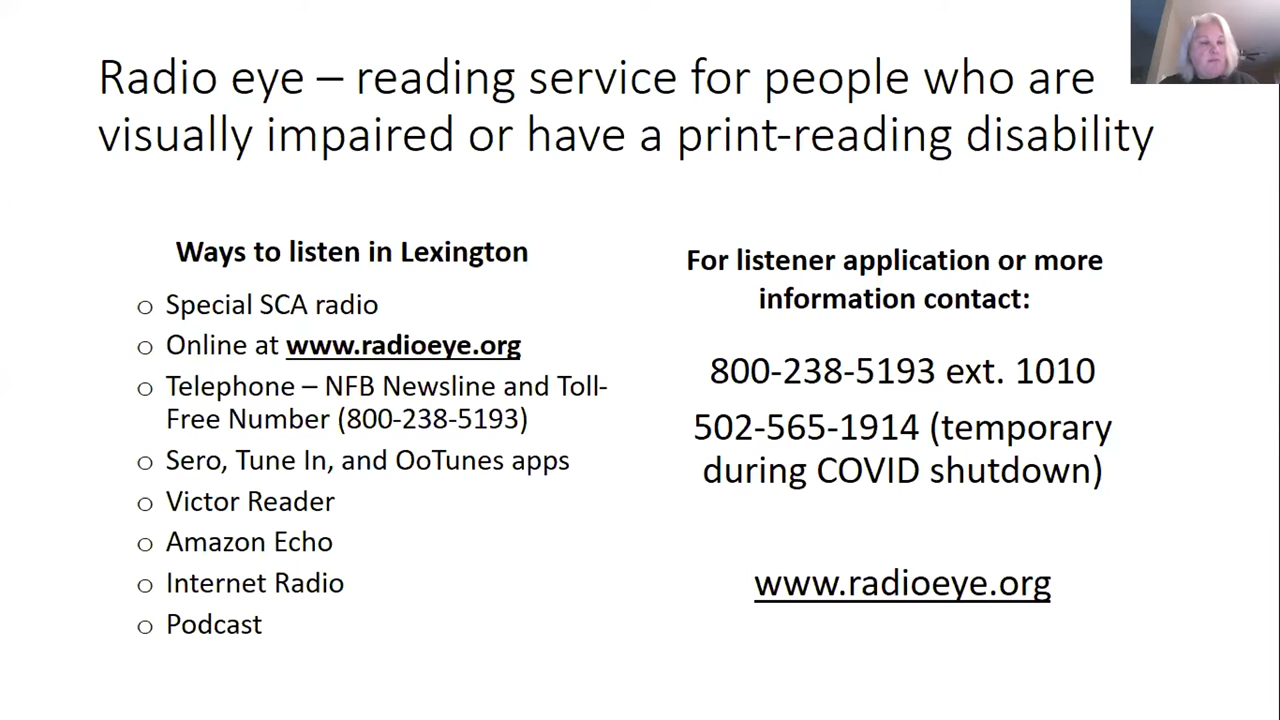 Radio eye – reading service for people who are
visually impaired or have a print-reading disability
Ways to listen in Lexington
o Special SCA radio
o Online at www.radioeye.org
o Telephone – NFB Newsline and Toll-
Free Number (800-238-5193)
o Sero, Tune In, and OoTunes apps
o Victor Reader
o Amazon Echo
o Internet Radio
o Podcast
For listener application or more
information contact:
800-238-5193 ext. 1010
502-565-1914 (temporary
during COVID shutdown)
www.radioeye.org